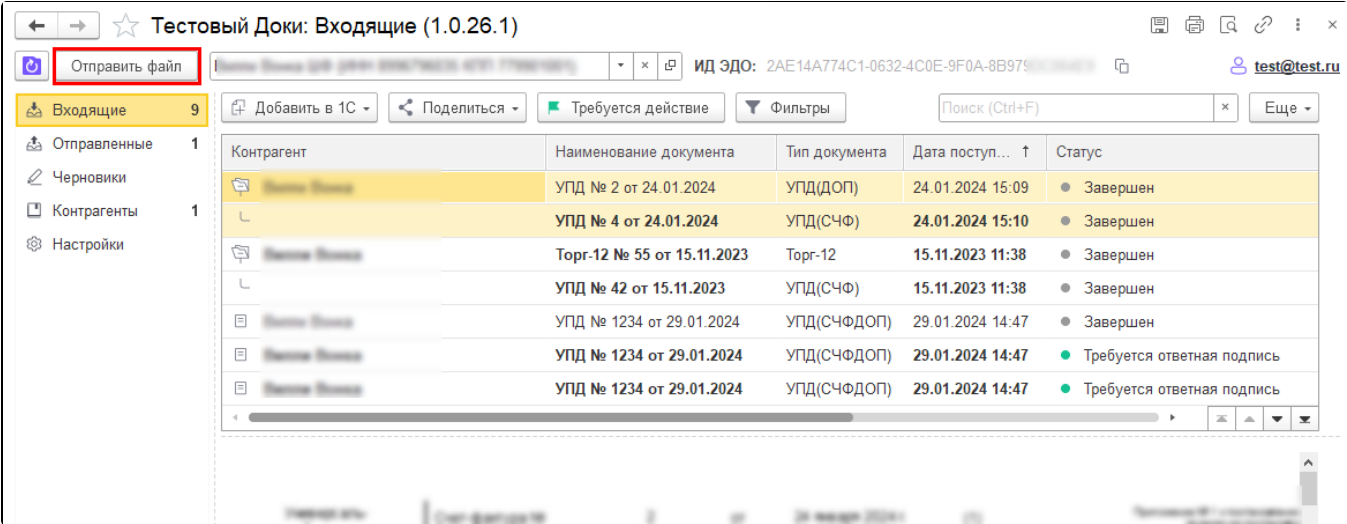 Тестовый Доки: Входящие (1.0.26.1)
Отправить файл ИД ЭДО: 2AE14A774C1-0632-4C0E-9F0A-8B979 test@test.ru
Входящие 9
Отправленные 1
Черновики
Контрагенты 1
Настройки
Добавить в 1С Поделиться Требуется действие Фильтры Поиск (Ctrl+F) × Еще
Контрагент Наименование документа Тип документа Дата поступ... ↑ Статус
УПД № 2 от 24.01.2024 УПД(ДОП) 24.01.2024 15:09 Завершен
УПД № 4 от 24.01.2024 УПД(СЧФ) 24.01.2024 15:10 Завершен
Торг-12 № 55 от 15.11.2023 Торг-12 15.11.2023 11:38 Завершен
УПД № 42 от 15.11.2023 УПД(СЧФ) 15.11.2023 11:38 Завершен
УПД № 1234 от 29.01.2024 УПД(СЧФДОП) 29.01.2024 14:47 Завершен
УПД № 1234 от 29.01.2024 УПД(СЧФДОП) 29.01.2024 14:47 Требуется ответная подпись
УПД № 1234 от 29.01.2024 УПД(СЧФДОП) 29.01.2024 14:47 Требуется ответная подпись